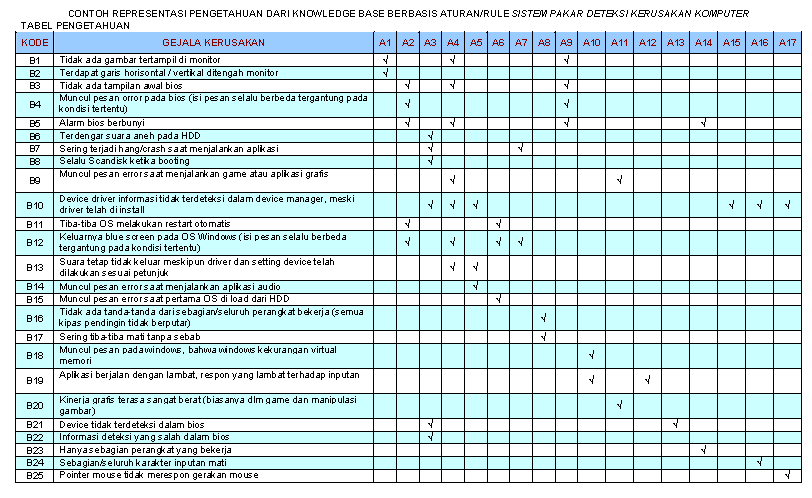 CONTOH REPRESENTASI PENGETAHUAN DARI KNOWLEDGE BASE BERBASIS ATURAN/RULE SISTEM PAKAR DETEKSI KERUSAKAN KOMPUTER
TABEL PENGETAHUAN
KODE GEJALA KERUSAKAN A1 A2 A3 A4 A5 A6 A7 A8 A9 A10 A11 A12 A13 A14 A15 A16 A17
B1 Tidak ada gambar tertampil di monitor √ √ √
B2 Terdapat garis horisontal / vertikal ditengah monitor √
B3 Tidak ada tampilan awal bios √ √ √
B4 Muncul pesan error pada bios (isi pesan selalu berbeda tergantung pada
kondisi tertentu) √ √
B5 Alarm bios berbunyi √ √ √ √
B6 Terdengar suara aneh pada HDD √
B7 Sering terjadi hang/crash saat menjalankan aplikasi √ √
B8 Selalu Scandisk ketika booting √
B9 Muncul pesan error saat menjalankan game atau aplikasi grafis √ √
B10 Device driver informasi tidak terdeteksi dalam device manager, meski
driver telah di install √ √ √ √ √ √
B11 Tiba-tiba OS melakukan restart otomatis √ √
B12 Keluarnya blue screen pada OS Windows (isi pesan selalu berbeda
tergantung pada kondisi tertentu) √ √ √ √
B13 Suara tetap tidak keluar meskipun driver dan setting device telah
dilakukan sesuai petunjuk √ √
B14 Muncul pesan error saat menjalankan aplikasi audio √
B15 Muncul pesan error saat pertama OS di load dari HDD √
B16 Tidak ada tanda-tanda dari sebagian/seluruh perangkat bekerja (semua
kipas pendingin tidak berputar) √
B17 Sering tiba-tiba mati tanpa sebab √
B18 Muncul pesan pada windows, bahwa windows kekurangan virtual
memori √
B19 Aplikasi berjalan dengan lambat, respon yang lambat terhadap inputan √ √
B20 Kinerja grafis terasa sangat berat (biasanya dlm game dan manipulasi
gambar) √
B21 Device tidak terdeteksi dalam bios √ √
B22 Informasi deteksi yang salah dalam bios √
B23 Hanya sebagian perangkat yang bekerja √
B24 Sebagian/seluruh karakter inputan mati √
B25 Pointer mouse tidak merespon gerakan mouse √